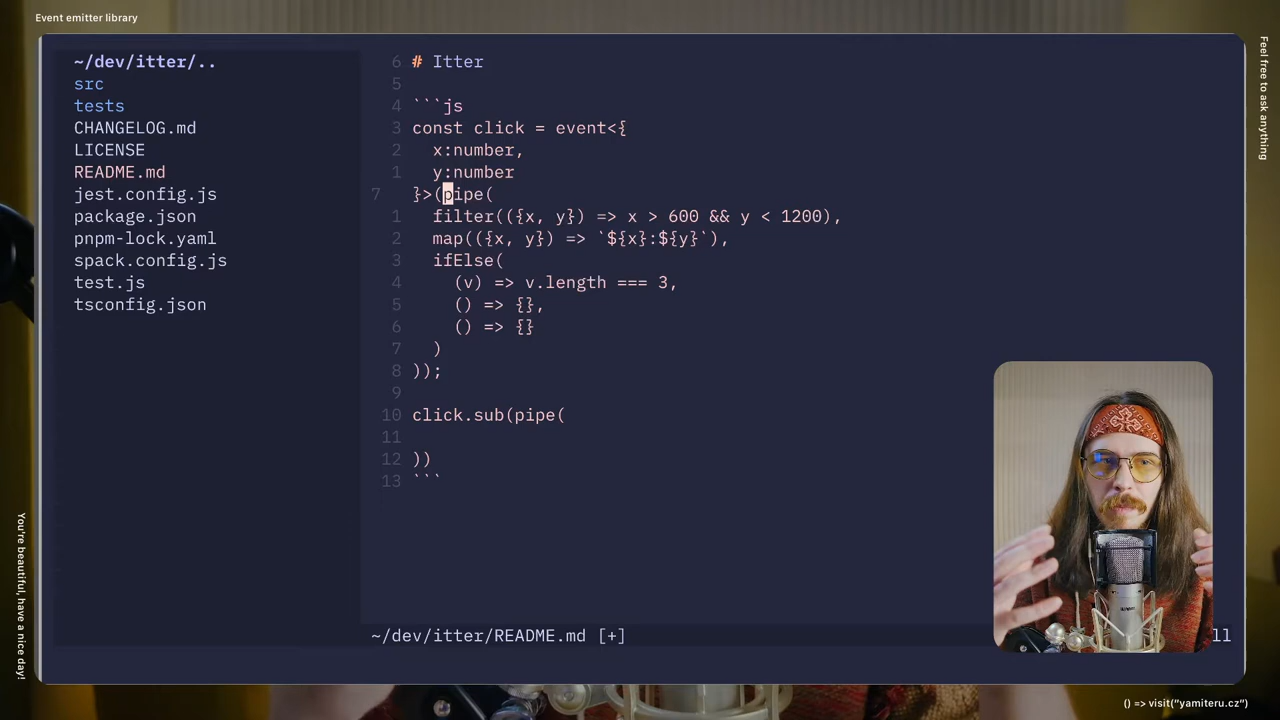 Event emitter library
Feel free to ask anything
~/dev/itter/..
src
tests
CHANGELOG.md
LICENSE
README.md
jest.config.js
package.json
pnpm-lock.yaml
spack.config.js
test.js
tsconfig.json
6 # Itter
5
4 ```js
3 const click = event<{
2 x:number,
1 y:number
7 }>(pipe(
1 filter(({x, y}) => x > 600 && y < 1200),
2 map(({x, y}) => `${x}:${y}`),
3 ifElse(
4 (v) => v.length === 3,
5 () => {},
6 () => {}
7 )
8 ));
9
10 click.sub(pipe(
11
12 ))
13 ```
~/dev/itter/README.md [+]
You're beautiful, have a nice day!
() => visit("yamiteru.cz")